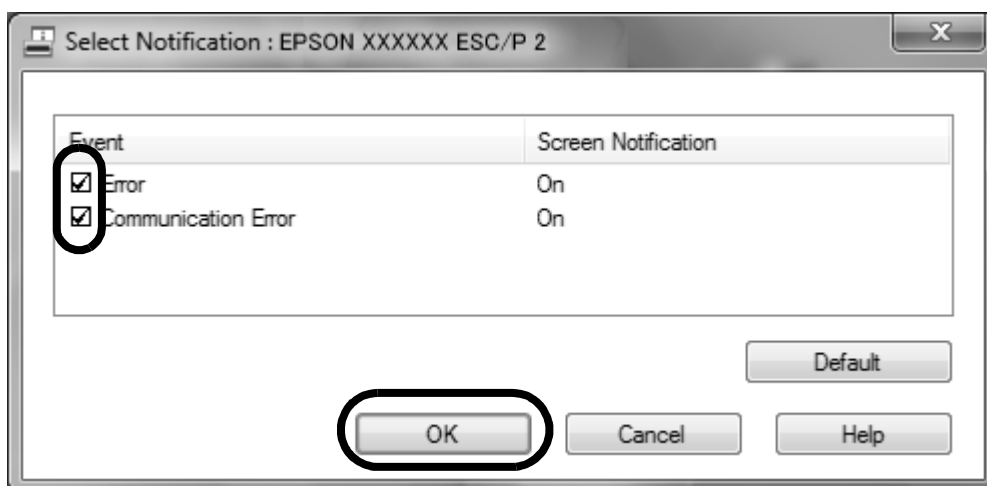 Select Notification : EPSON XXXXXX ESC/P 2
Event Screen Notification
Error On
Communication Error On
Default
OK Cancel Help